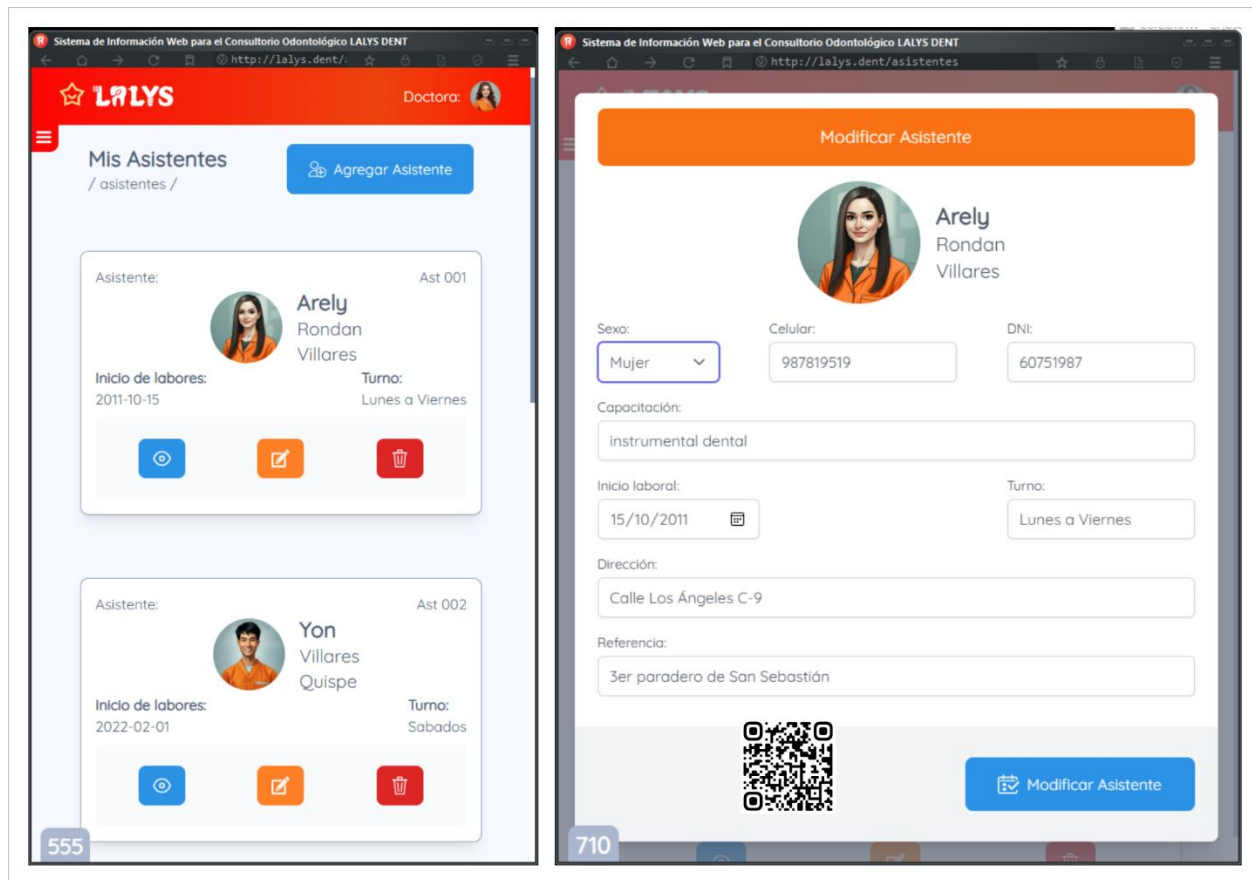 Sistema de Información Web para el Consultorio Odontológico LALYS DENT
http://lalys.dent/
LALYS
Doctora:
Mis Asistentes
/ asistentes /
Agregar Asistente
Asistente:
Ast 001
Arely
Rondan
Villares
Inicio de labores:
Turno:
2011-10-15
Lunes a Viernes
Asistente:
Ast 002
Yon
Villares
Quispe
Inicio de labores:
Turno:
2022-02-01
Sabados
555
Sistema de Información Web para el Consultorio Odontológico LALYS DENT
http://lalys.dent/asistentes
Modificar Asistente
Arely
Rondan
Villares
Sexo:
Celular:
DNI:
Mujer
987819519
60751987
Capacitación:
instrumental dental
Inicio laboral:
Turno:
15/10/2011
Lunes a Viernes
Dirección:
Calle Los Ángeles C-9
Referencia:
3er paradero de San Sebastián
Modificar Asistente
710